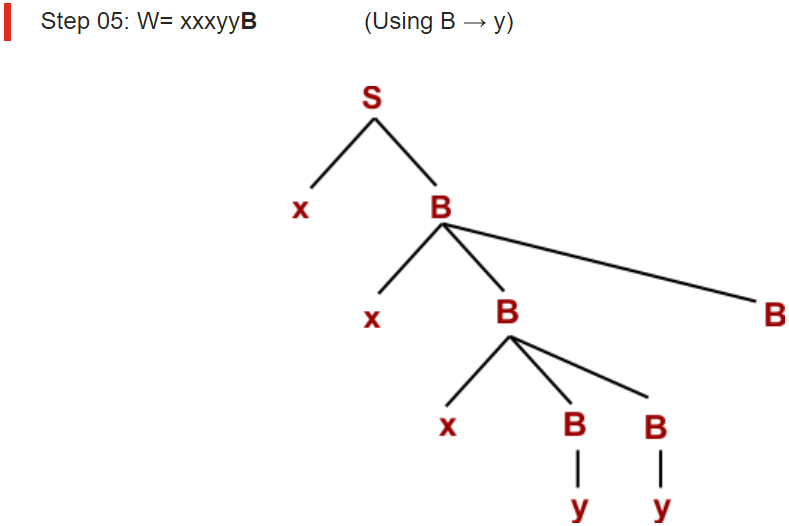 Step 05: W= xxxyyB (Using B → y)
S
x B
x B B
x B B
y y